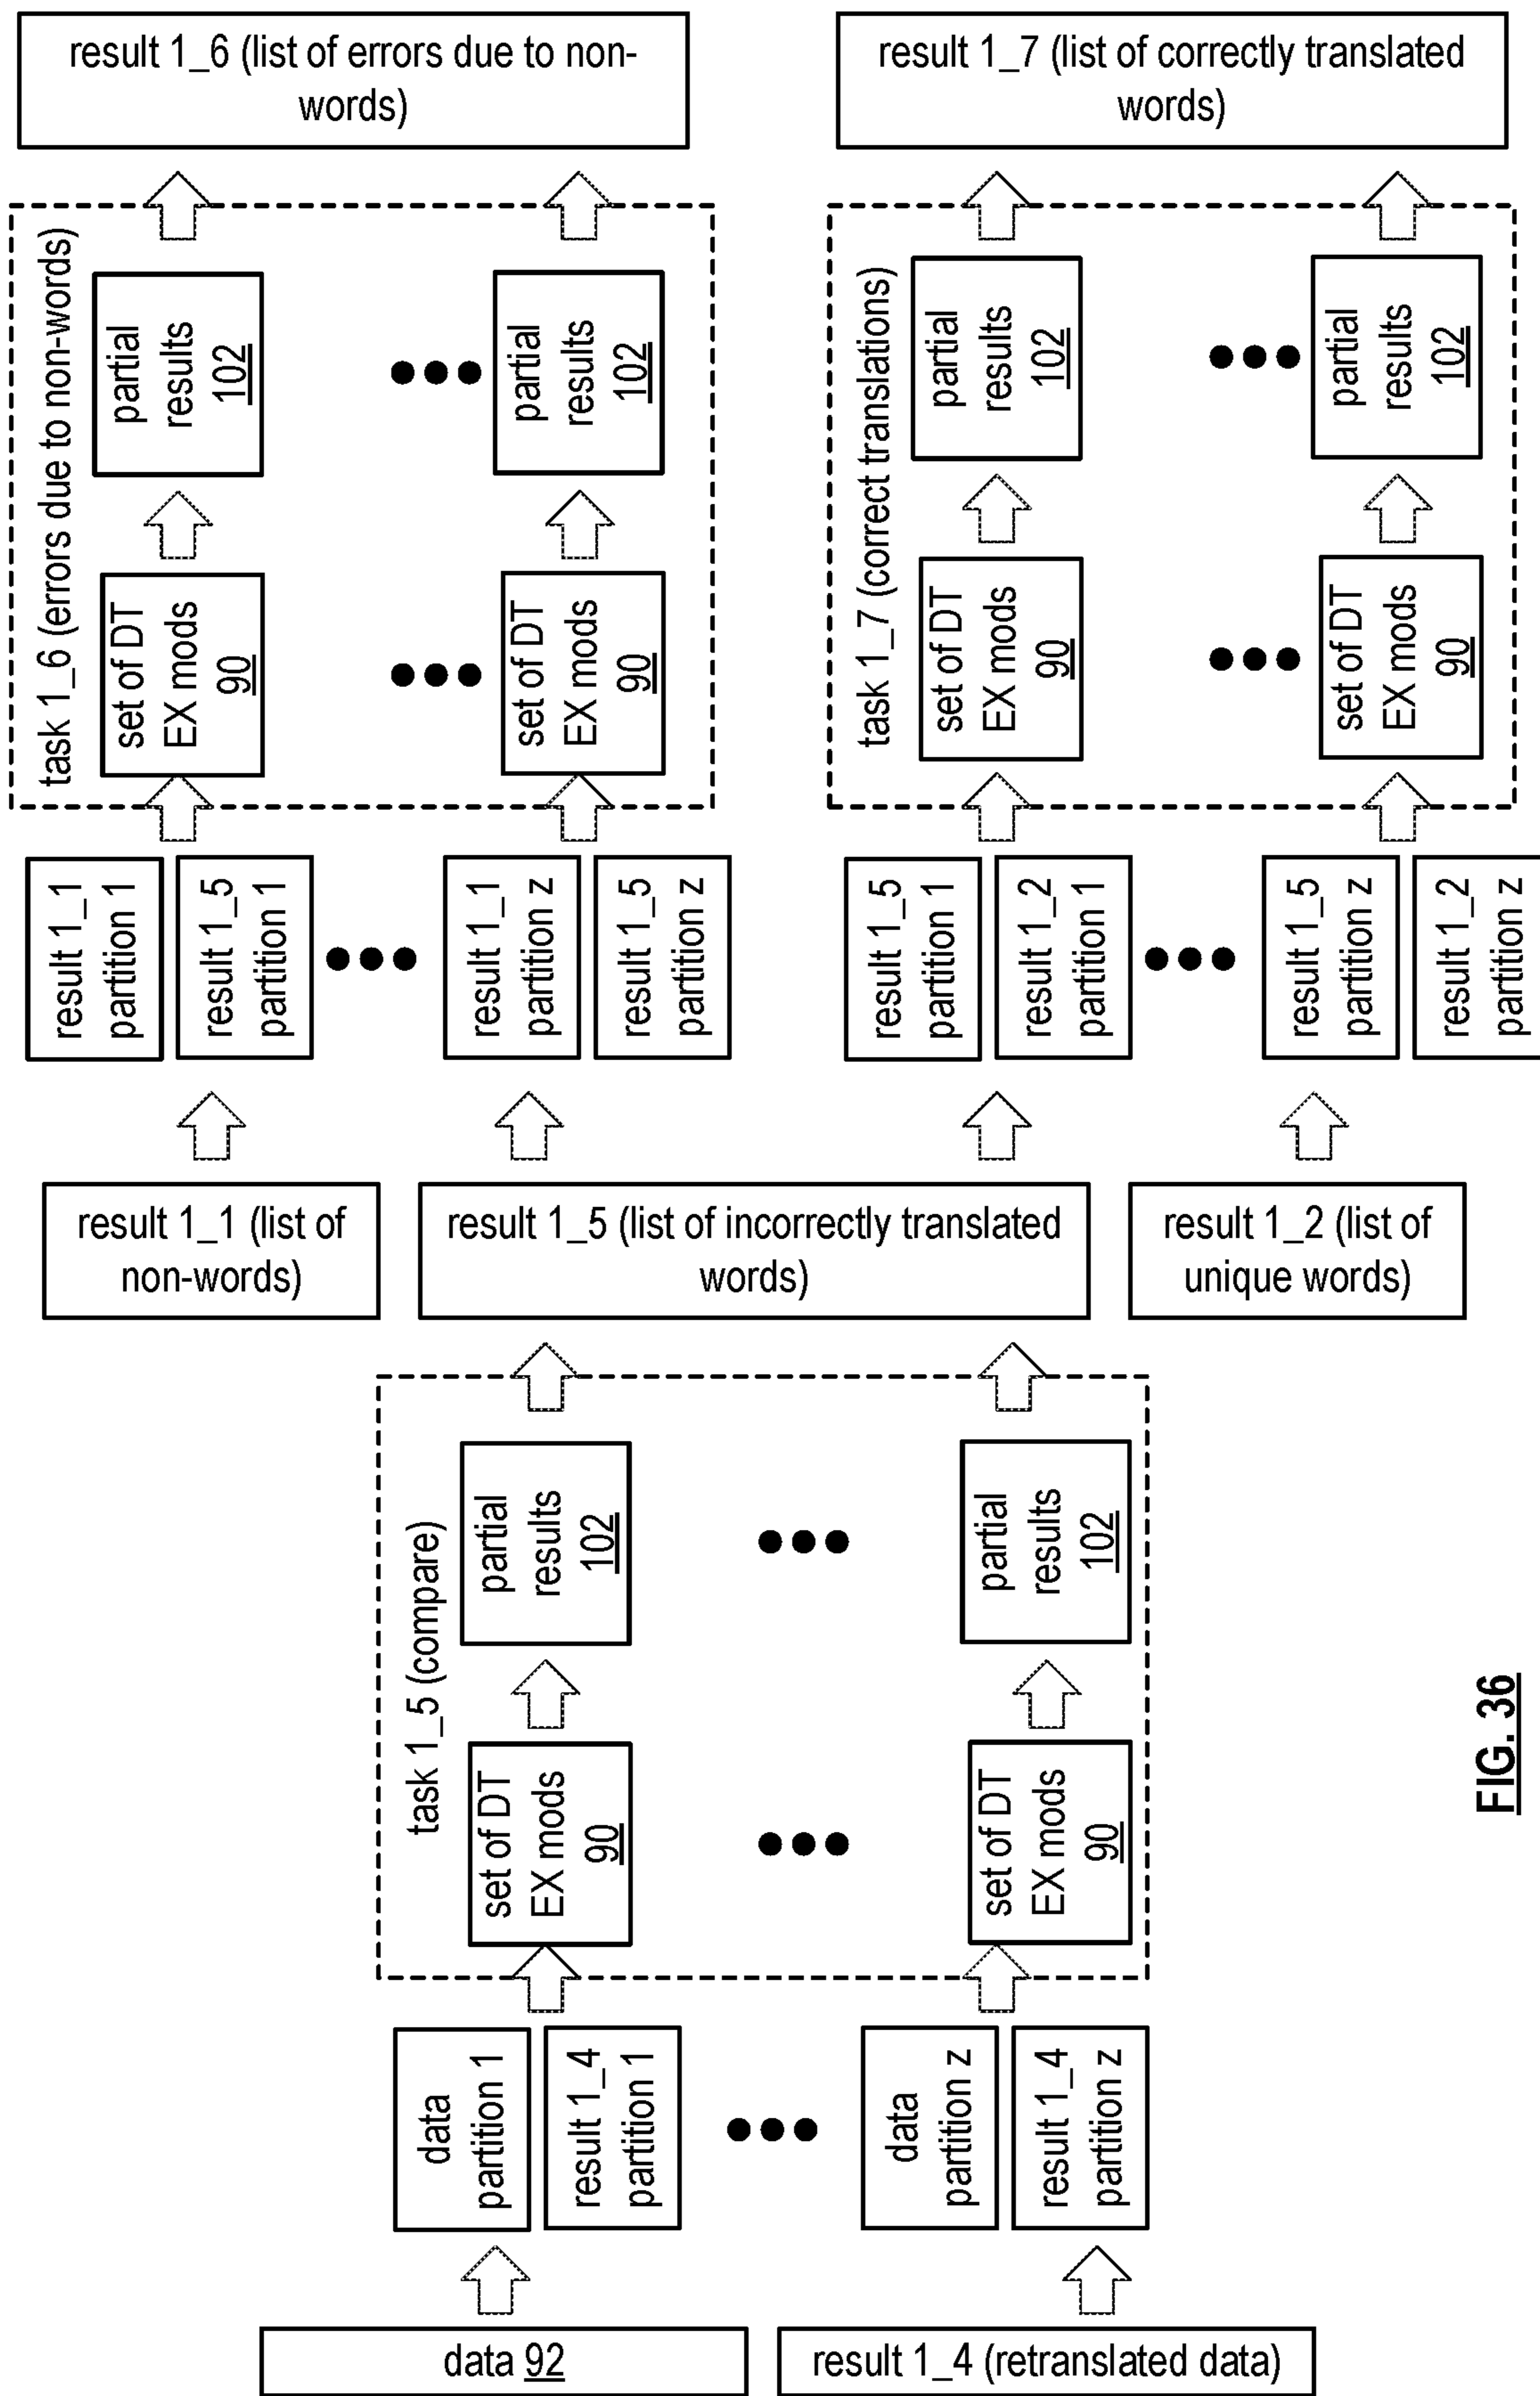 data 92
result 1_4 (retranslated data)
data
partition 1
result 1_4
partition 1
data
partition z
result 1_4
partition z
task 1_5 (compare)
set of DT
EX mods
90
partial
results
102
set of DT
EX mods
90
partial
results
102
result 1_1 (list of
non-words)
result 1_5 (list of incorrectly translated
words)
result 1_2 (list of
unique words)
result 1_1
partition 1
result 1_5
partition 1
result 1_1
partition z
result 1_5
partition z
task 1_6 (errors due to non-words)
set of DT
EX mods
90
partial
results
102
set of DT
EX mods
90
partial
results
102
result 1_6 (list of errors due to non-
words)
result 1_5
partition 1
result 1_2
partition 1
result 1_5
partition z
result 1_2
partition z
task 1_7 (correct translations)
set of DT
EX mods
90
partial
results
102
set of DT
EX mods
90
partial
results
102
result 1_7 (list of correctly translated
words)
FIG. 36